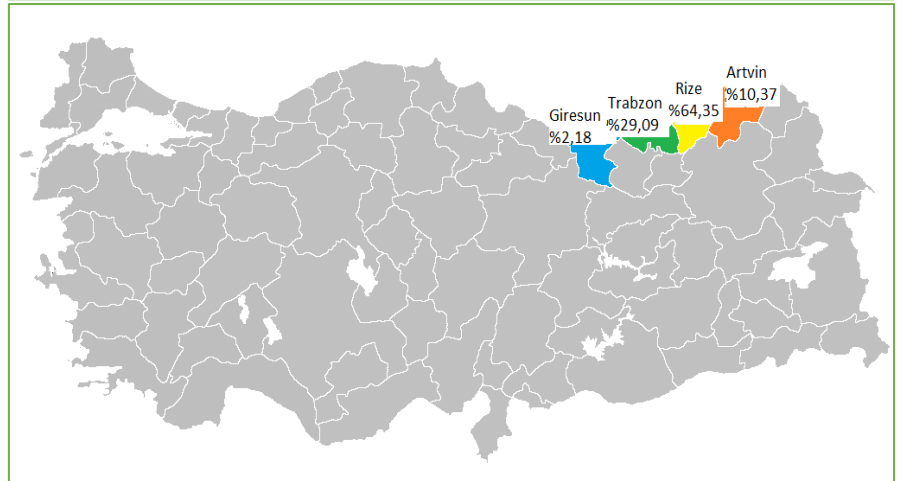 Giresun
%2,18
Trabzon
%29,09
Rize
%64,35
Artvin
%10,37